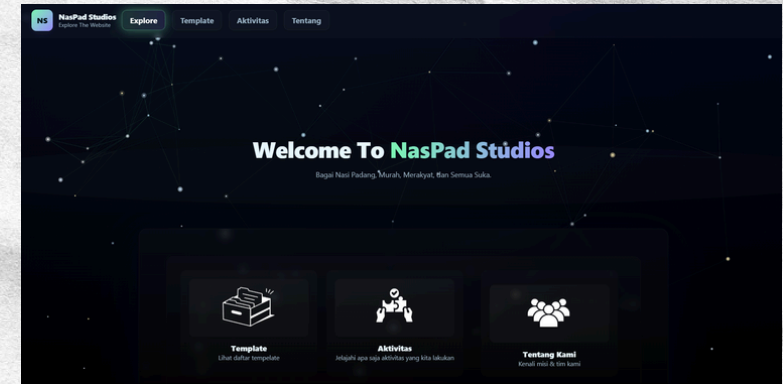 NS
NasPad Studios
Explore The Website
Explore
Template
Aktivitas
Tentang
Welcome To NasPad Studios
Bagai Nasi Padang, Murah, Merakyat, dan Semua Suka.
Template
Lihat daftar tempelate
Aktivitas
Jelajahi apa saja aktivitas yang kita lakukan
Tentang Kami
Kenali misi & tim kami